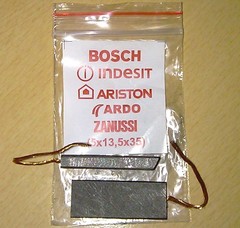 BOSCH
indesit
ARISTON
ARDO
ZANUSSI
(5x13,5x35)